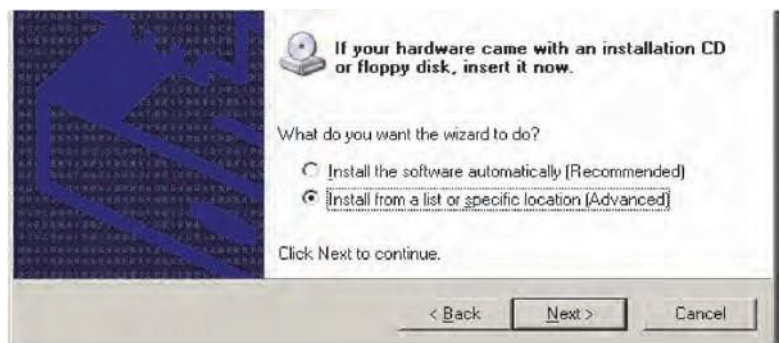 If your hardware came with an installation CD
or floppy disk, insert it now.
What do you want the wizard to do?
Install the software automatically (Recommended)
Install from a list or specific location (Advanced)
Click Next to continue.
< Back
Next >
Cancel